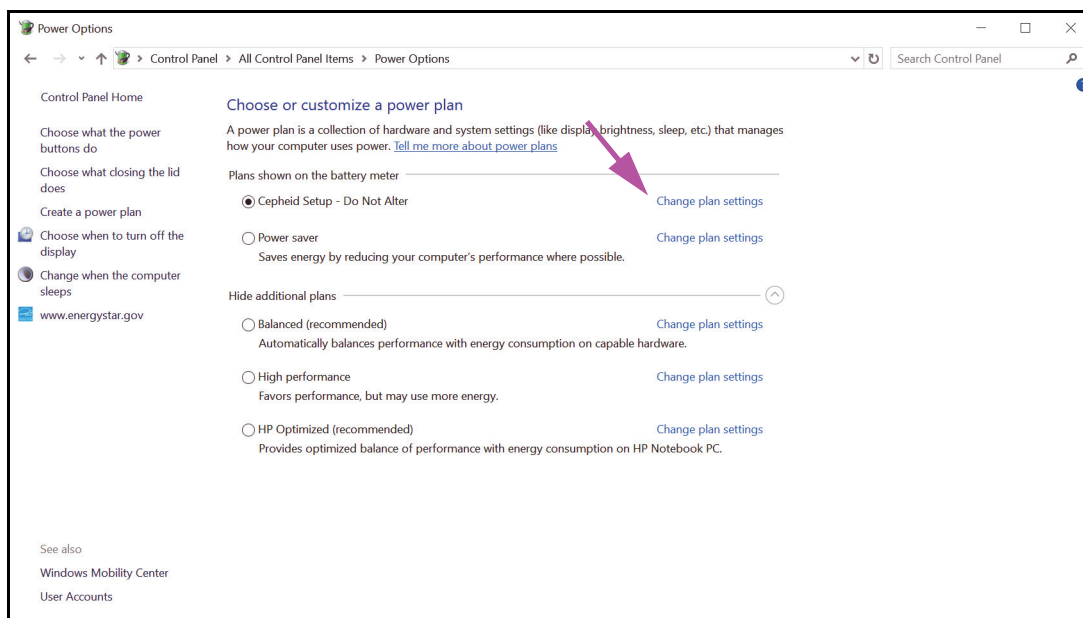 Power Options
Control Panel > All Control Panel Items > Power Options
Search Control Panel
Control Panel Home
Choose what the power
buttons do
Choose what closing the lid
does
Create a power plan
Choose when to turn off the
display
Change when the computer
sleeps
www.energystar.gov
Choose or customize a power plan
A power plan is a collection of hardware and system settings (like display brightness, sleep, etc.) that manages
how your computer uses power. Tell me more about power plans
Plans shown on the battery meter
Cepheid Setup - Do Not Alter Change plan settings
Power saver Change plan settings
Saves energy by reducing your computer's performance where possible.
Hide additional plans
Balanced (recommended) Change plan settings
Automatically balances performance with energy consumption on capable hardware.
High performance Change plan settings
Favors performance, but may use more energy.
HP Optimized (recommended) Change plan settings
Provides optimized balance of performance with energy consumption on HP Notebook PC.
See also
Windows Mobility Center
User Accounts